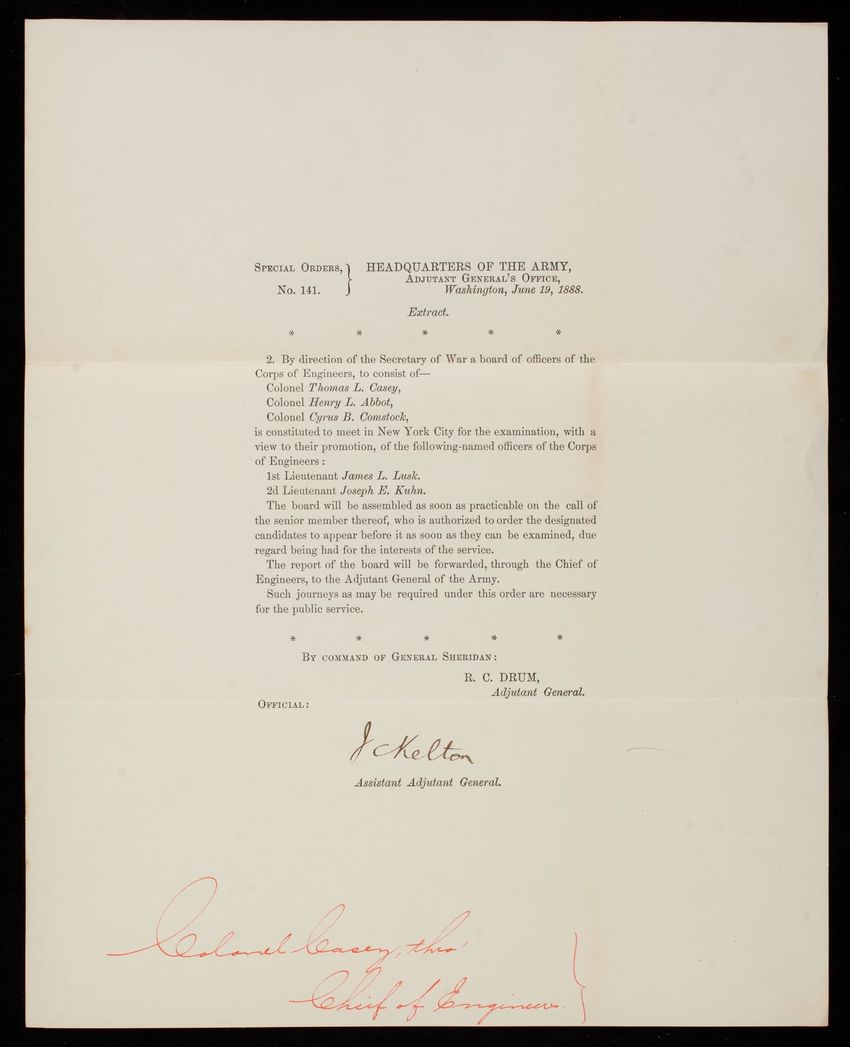 SPECIAL ORDERS, } HEADQUARTERS OF THE ARMY,
ADJUTANT GENERAL'S OFFICE,
No. 141. Washington, June 19, 1888.
Extract.
* * * * *
2. By direction of the Secretary of War a board of officers of the
Corps of Engineers, to consist of—
Colonel Thomas L. Casey,
Colonel Henry L. Abbot,
Colonel Cyrus B. Comstock,
is constituted to meet in New York City for the examination, with a
view to their promotion, of the following-named officers of the Corps
of Engineers:
1st Lieutenant James L. Lusk.
2d Lieutenant Joseph E. Kuhn.
The board will be assembled as soon as practicable on the call of
the senior member thereof, who is authorized to order the designated
candidates to appear before it as soon as they can be examined, due
regard being had for the interests of the service.
The report of the board will be forwarded, through the Chief of
Engineers, to the Adjutant General of the Army.
Such journeys as may be required under this order are necessary
for the public service.
* * * * *
BY COMMAND OF GENERAL SHERIDAN:
R. C. DRUM,
Adjutant General.
OFFICIAL:
J C Kelton
Assistant Adjutant General.
Colonel Casey, thro'
Chief of Engineers. }